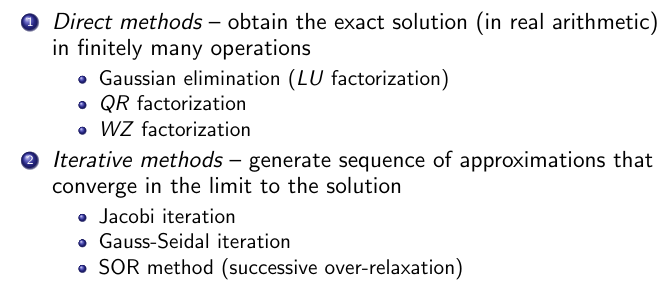 1 Direct methods – obtain the exact solution (in real arithmetic)
in finitely many operations
Gaussian elimination (LU factorization)
QR factorization
WZ factorization
2 Iterative methods – generate sequence of approximations that
converge in the limit to the solution
Jacobi iteration
Gauss-Seidal iteration
SOR method (successive over-relaxation)